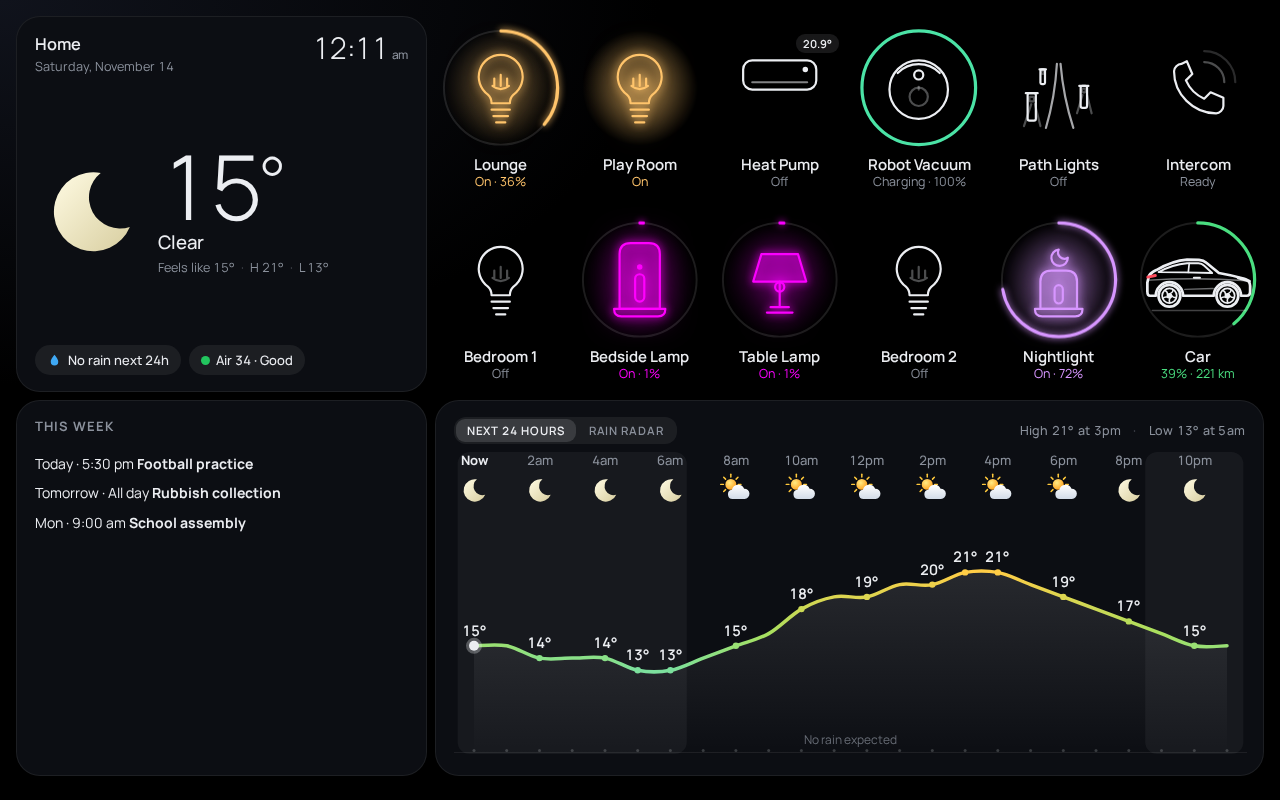 Home
12:11 am
Saturday, November 14
15°
Clear
Feels like 15° · H 21° · L 13°
No rain next 24h
Air 34 · Good
20.9°
Lounge
On · 36%
Play Room
On
Heat Pump
Off
Robot Vacuum
Charging · 100%
Path Lights
Off
Intercom
Ready
Bedroom 1
Off
Bedside Lamp
On · 1%
Table Lamp
On · 1%
Bedroom 2
Off
Nightlight
On · 72%
Car
39% · 221 km
THIS WEEK
Today · 5:30 pm Football practice
Tomorrow · All day Rubbish collection
Mon · 9:00 am School assembly
NEXT 24 HOURS
RAIN RADAR
High 21° at 3pm · Low 13° at 5am
Now 2am 4am 6am 8am 10am 12pm 2pm 4pm 6pm 8pm 10pm
15° 14° 14° 13° 13° 15° 18° 19° 20° 21° 21° 19° 17° 15°
No rain expected